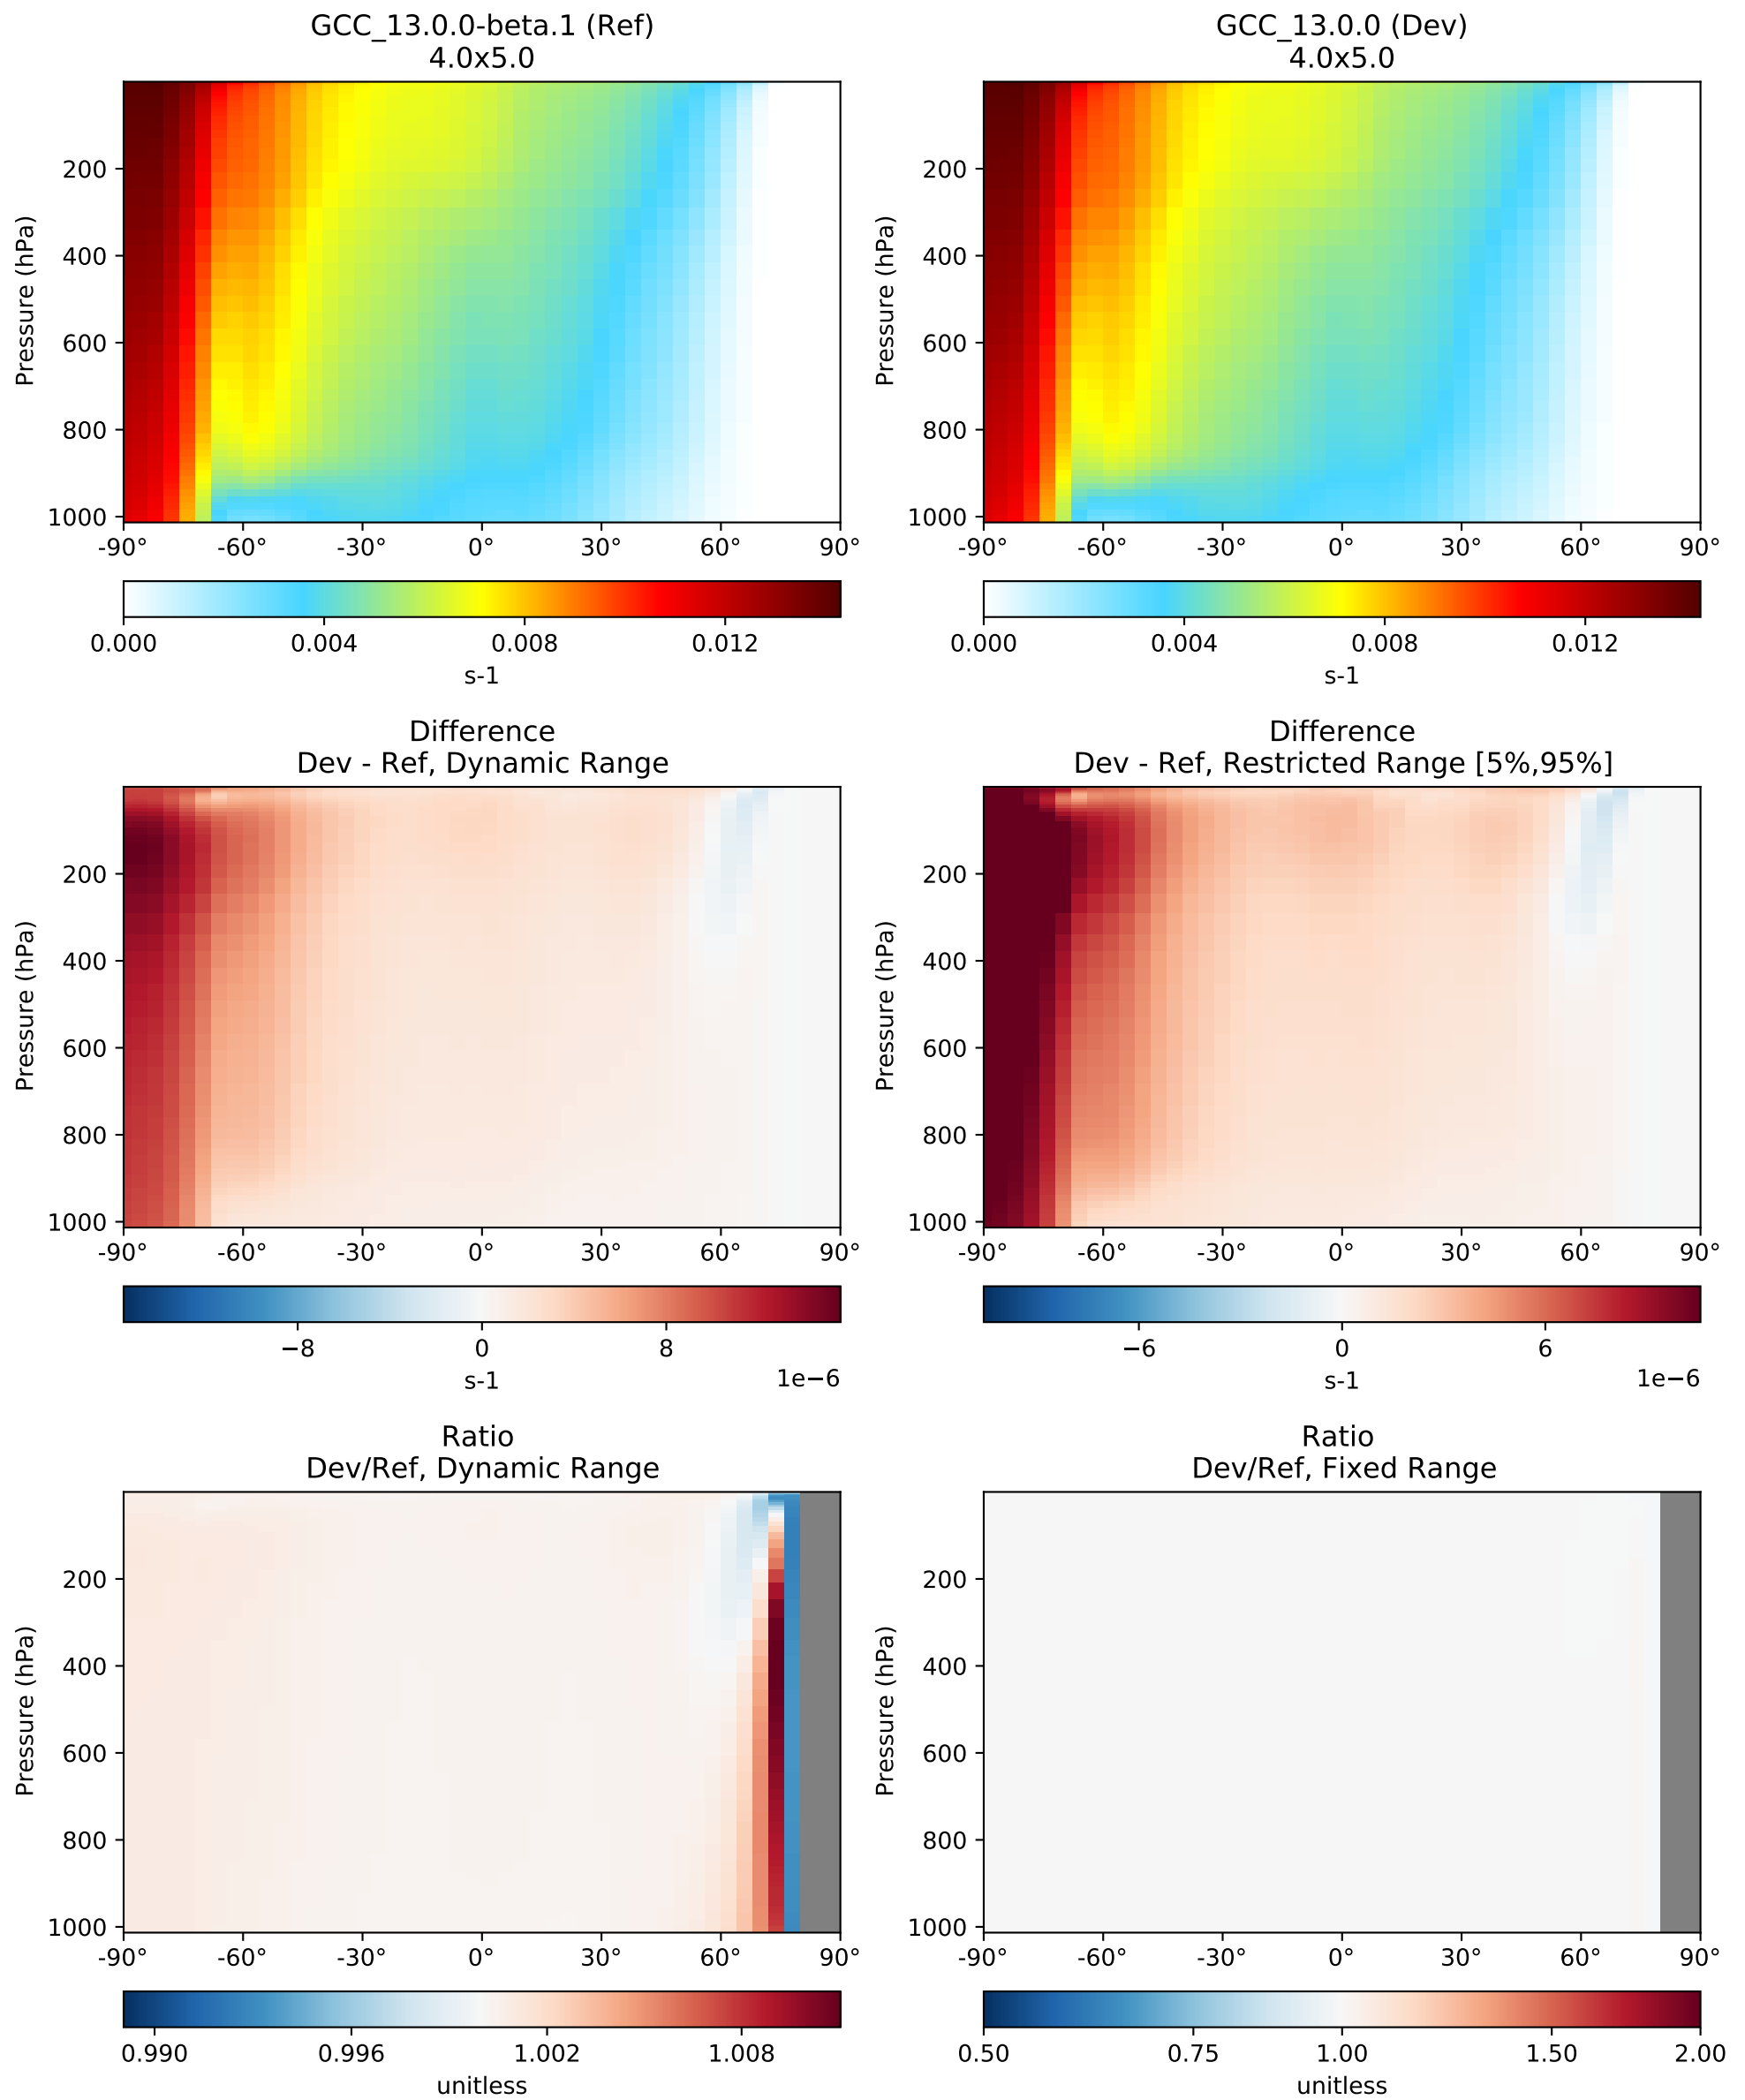 GCC_13.0.0-beta.1 (Ref)
4.0x5.0
Pressure (hPa)
200
400
600
800
1000
-90° -60° -30° 0° 30° 60° 90°
0.000 0.004 0.008 0.012
s-1
GCC_13.0.0 (Dev)
4.0x5.0
Pressure (hPa)
200
400
600
800
1000
-90° -60° -30° 0° 30° 60° 90°
0.000 0.004 0.008 0.012
s-1
Difference
Dev - Ref, Dynamic Range
Pressure (hPa)
200
400
600
800
1000
-90° -60° -30° 0° 30° 60° 90°
−8 0 8
s-1 1e−6
Difference
Dev - Ref, Restricted Range [5%,95%]
Pressure (hPa)
200
400
600
800
1000
-90° -60° -30° 0° 30° 60° 90°
−6 0 6
s-1 1e−6
Ratio
Dev/Ref, Dynamic Range
Pressure (hPa)
200
400
600
800
1000
-90° -60° -30° 0° 30° 60° 90°
0.990 0.996 1.002 1.008
unitless
Ratio
Dev/Ref, Fixed Range
Pressure (hPa)
200
400
600
800
1000
-90° -60° -30° 0° 30° 60° 90°
0.50 0.75 1.00 1.50 2.00
unitless